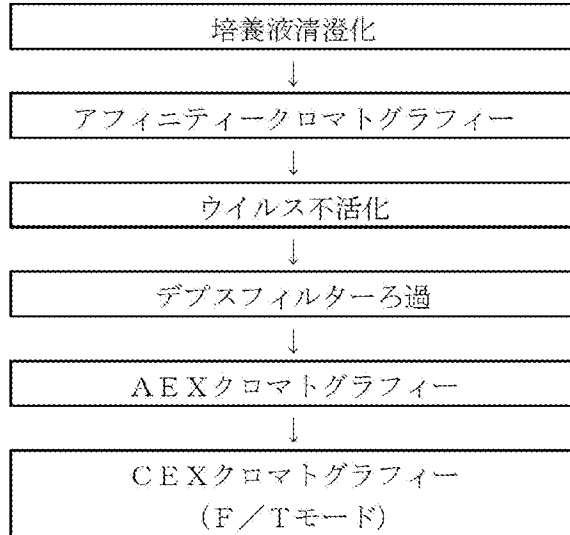 培養液清澄化
↓
アフィニティークロマトグラフィー
↓
ウイルス不活化
↓
デプスフィルターろ過
↓
AEXクロマトグラフィー
↓
CEXクロマトグラフィー
(F/Tモード)